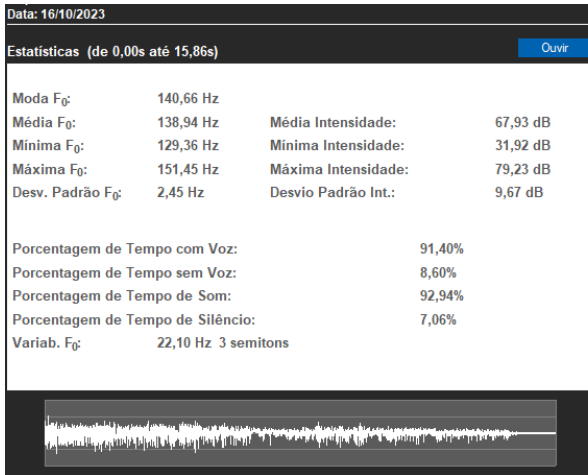 Data: 16/10/2023
Estatísticas (de 0,00s até 15,86s) Ouvir
Moda F0: 140,66 Hz
Média F0: 138,94 Hz Média Intensidade: 67,93 dB
Mínima F0: 129,36 Hz Mínima Intensidade: 31,92 dB
Máxima F0: 151,45 Hz Máxima Intensidade: 79,23 dB
Desv. Padrão F0: 2,45 Hz Desvio Padrão Int.: 9,67 dB
Porcentagem de Tempo com Voz: 91,40%
Porcentagem de Tempo sem Voz: 8,60%
Porcentagem de Tempo de Som: 92,94%
Porcentagem de Tempo de Silêncio: 7,06%
Variab. F0: 22,10 Hz 3 semitons